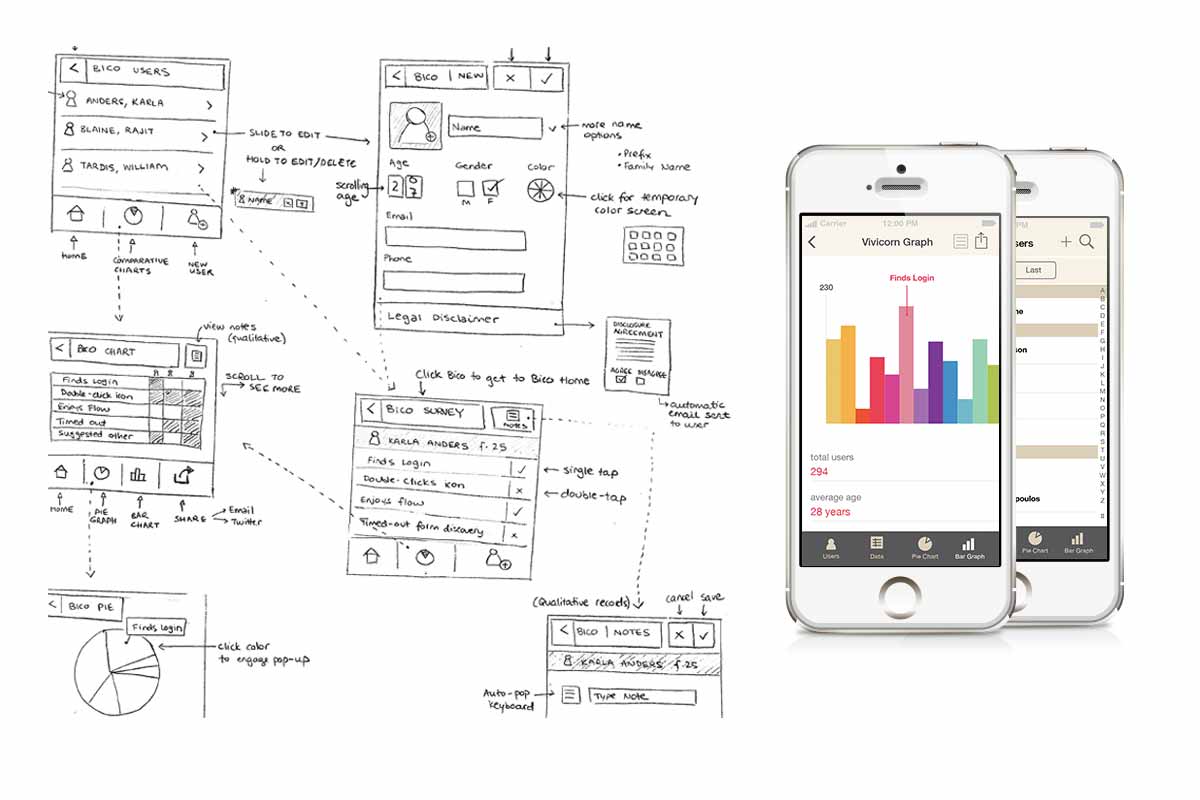 BICO USERS
ANDERS, KARLA
BLAINE, RAJIT
TARDIS, WILLIAM
HOME
COMPARATIVE
CHARTS
NEW
USER
SLIDE TO EDIT
OR
HOLD TO EDIT/DELETE
NAME
BICO | NEW
Name
more name
options
• Prefix
• Family Name
Age
Gender
Color
scrolling
age
2 0 7
M F
click for temporary
color screen
Email
Phone
Legal Disclaimer
DISCLOSURE
AGREEMENT
AGREE DISAGREE
automatic
email sent
to user
view notes
(qualitative)
BICO CHART
Finds Login
Double-click icon
Enjoys Flow
Timed out
Suggested other
SCROLL TO
SEE MORE
HOME
PIE
GRAPH
BAR
CHART
SHARE
Email
Twitter
Click Bico to get to Bico Home
BICO SURVEY
NOTES
KARLA ANDERS f. 25
Finds Login
Double-clicks icon
Enjoys flow
Timed-out form discovery
single tap
double-tap
BICO PIE
Finds Login
click color
to engage pop-up
(Qualitative records)
cancel save
BICO | NOTES
KARLA ANDERS f. 25
Auto-pop
keyboard
Type Note
Carrier
12:00 PM
Vivicorn Graph
Finds Login
230
total users
294
average age
28 years
Users
Data
Pie Chart
Bar Graph
PM
sers
Last
ne
son
poulos
A
B
C
D
E
F
G
H
I
J
K
L
M
N
O
P
Q
R
S
T
U
V
W
X
Y
Z
#
Pie Chart
Bar Graph